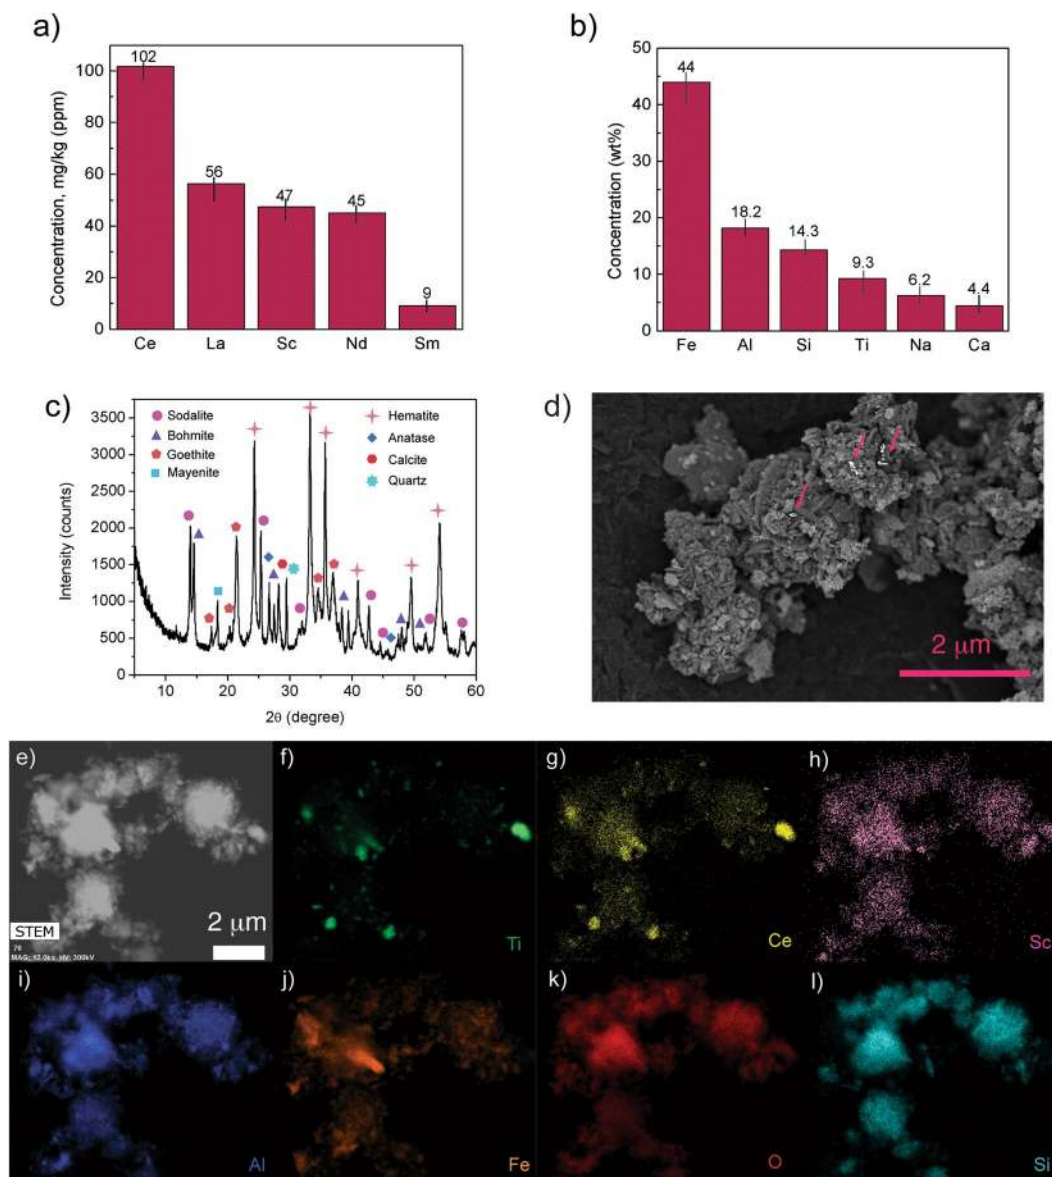 a)
102
56
47
45
9
Concentration, mg/kg (ppm)
100
80
60
40
20
0
Ce La Sc Nd Sm
b)
44
18.2
14.3
9.3
6.2
4.4
Concentration (wt%)
50
40
30
20
10
0
Fe Al Si Ti Na Ca
c)
Intensity (counts)
3500
3000
2500
2000
1500
1000
500
0
Sodalite
Bohmite
Goethite
Mayenite
Hematite
Anatase
Calcite
Quartz
10 20 30 40 50 60
2θ (degree)
d)
2 μm
e)
STEM
2 μm
f)
Ti
g)
Ce
h)
Sc
i)
Al
j)
Fe
k)
O
l)
Si